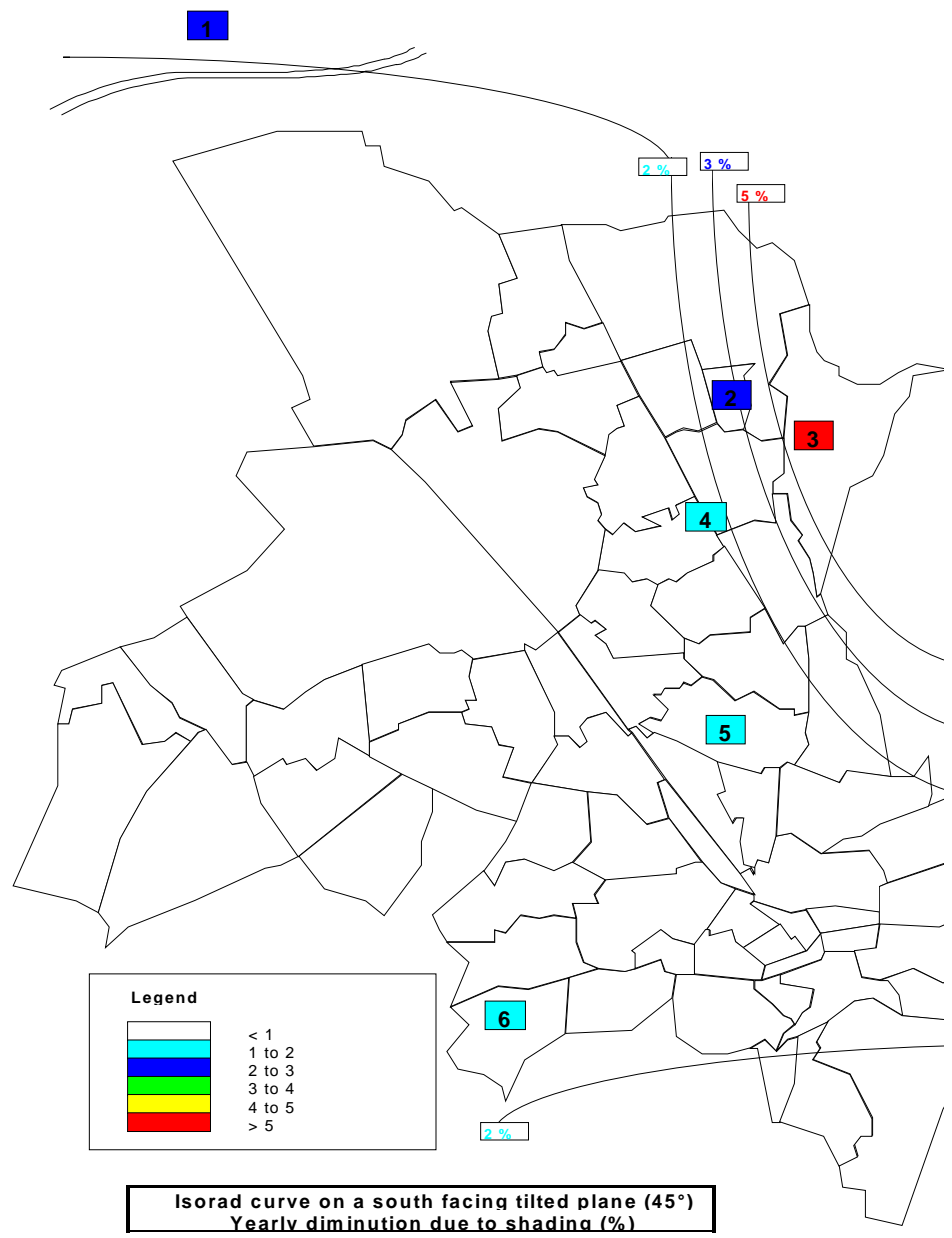 1
2 %
3 %
5 %
2
3
4
5
6
Legend
< 1
1 to 2
2 to 3
3 to 4
4 to 5
> 5
2 %
Isorad curve on a south facing tilted plane (45°)
Yearly diminution due to shading (%)